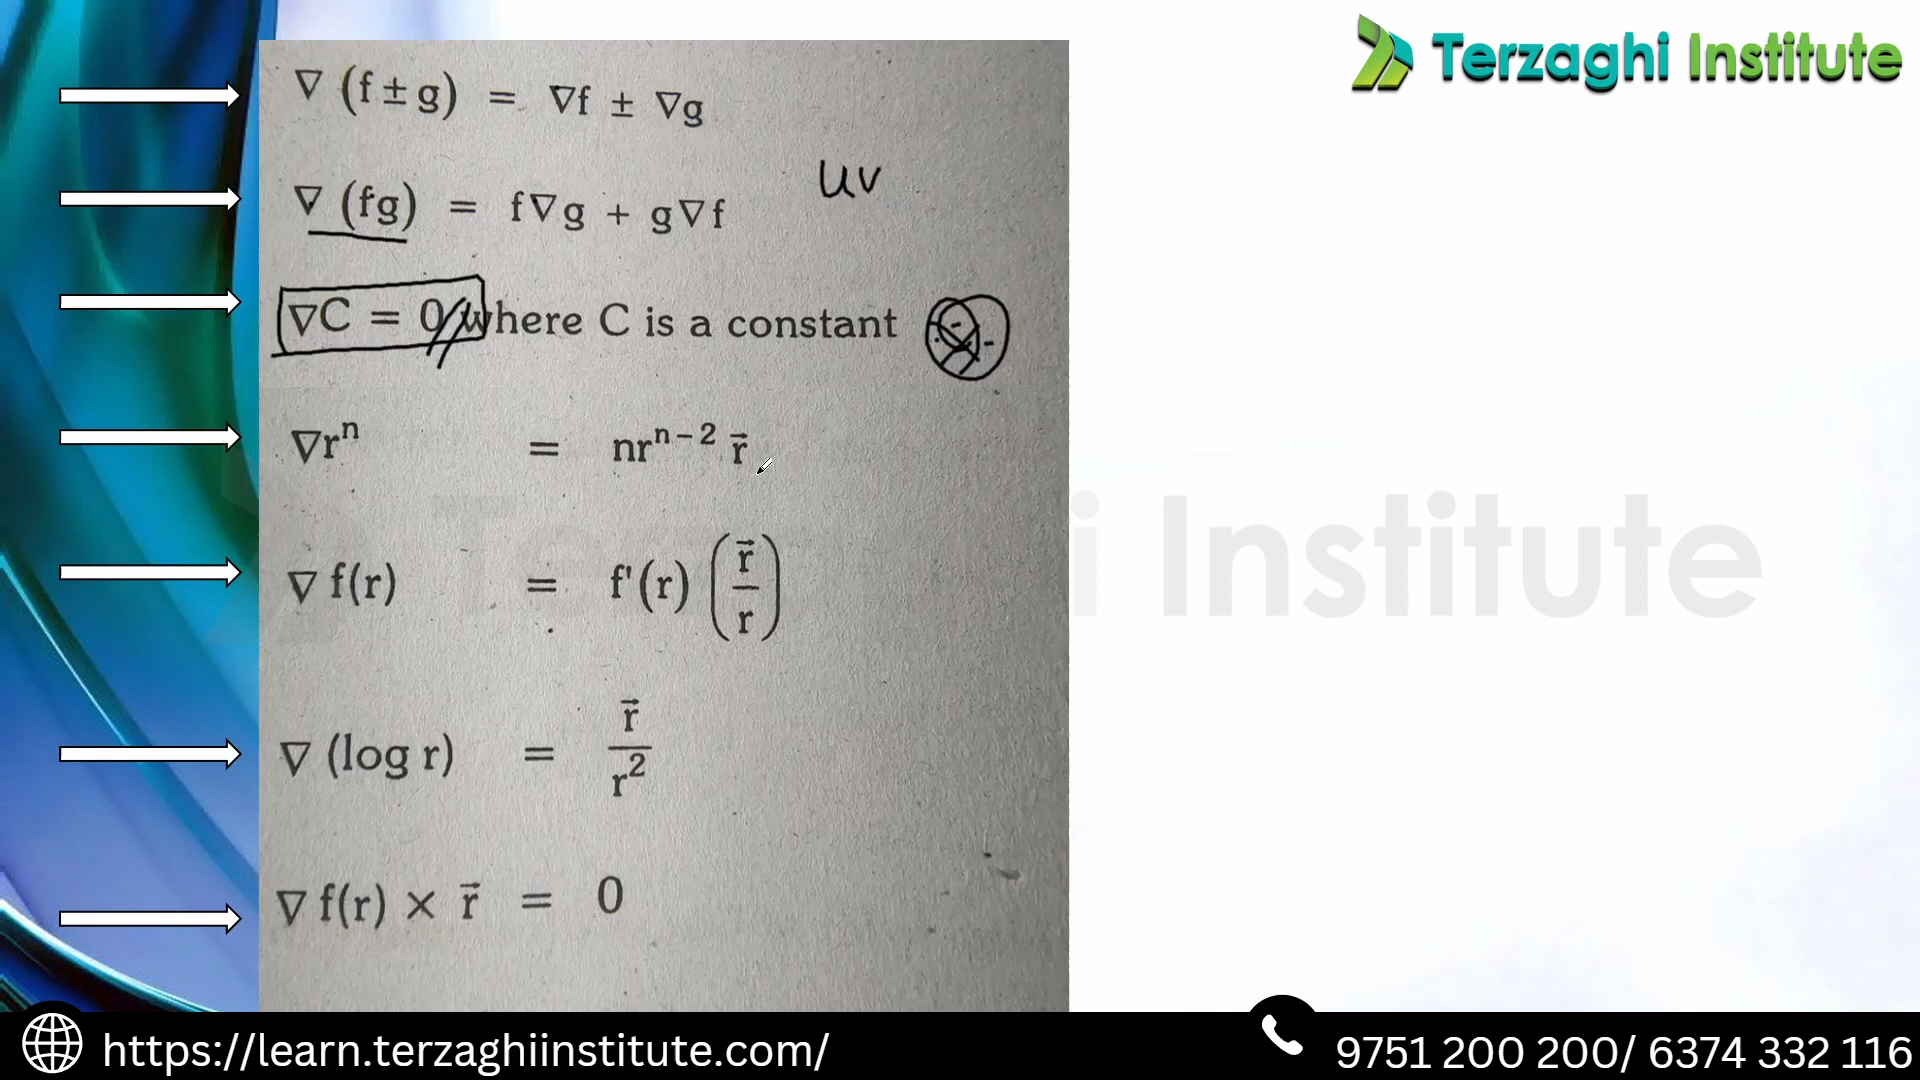 Terzaghi Institute
∇ (f ± g) = ∇f ± ∇g
uv
∇ (fg) = f∇g + g∇f
∇C = 0 where C is a constant
∇rⁿ = nrⁿ⁻² r⃗
i Institute
∇ f(r) = f'(r) (r⃗/r)
∇ (log r) = r⃗/r²
∇ f(r) × r⃗ = 0
https://learn.terzaghiinstitute.com/
9751 200 200/ 6374 332 116